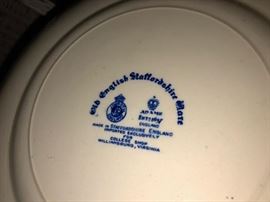 Old English Staffordshire Ware
ENGLAND
MADE IN STAFFORDSHIRE ENGLAND
IMPORTED EXCLUSIVELY
FOR
COLLEGE SHOP
WILLIAMSBURG, VIRGINIA